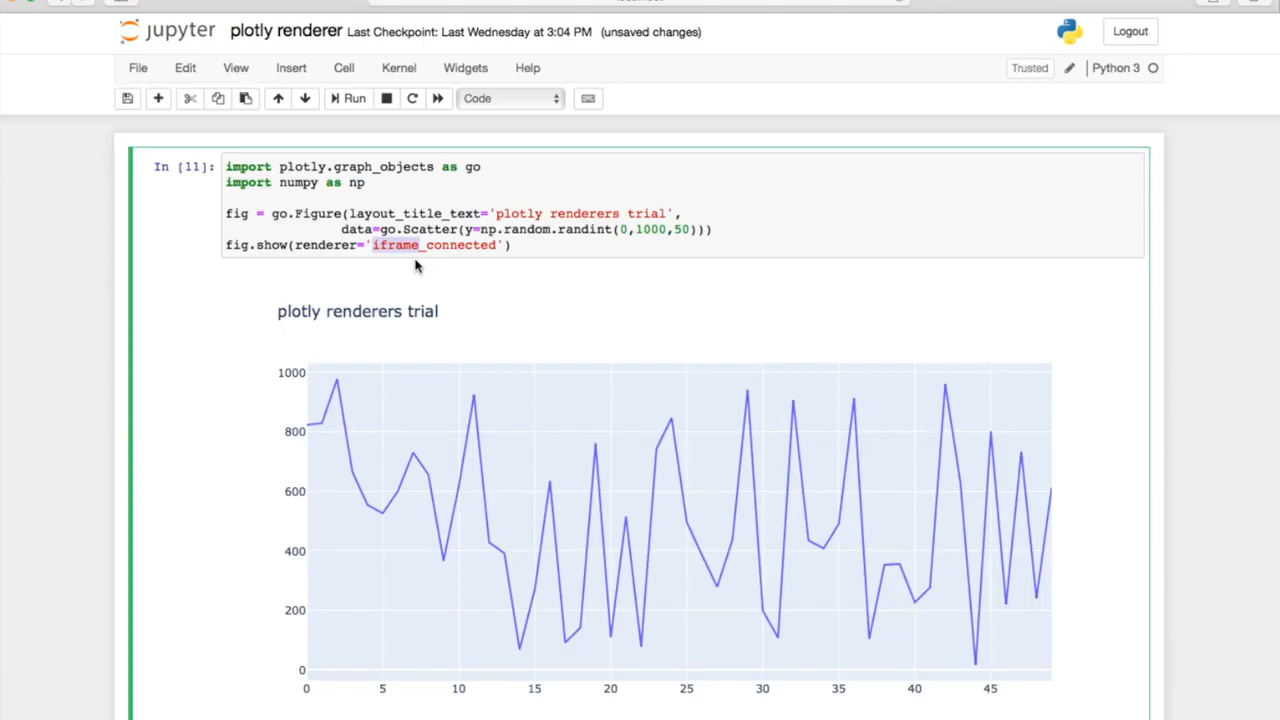 jupyter plotly renderer Last Checkpoint: Last Wednesday at 3:04 PM (unsaved changes) Logout
File Edit View Insert Cell Kernel Widgets Help Trusted Python 3
Run Code
In [11]: import plotly.graph_objects as go
import numpy as np
fig = go.Figure(layout_title_text='plotly renderers trial',
data=go.Scatter(y=np.random.randint(0,1000,50)))
fig.show(renderer='iframe_connected')
plotly renderers trial
1000
800
600
400
200
0
0 5 10 15 20 25 30 35 40 45